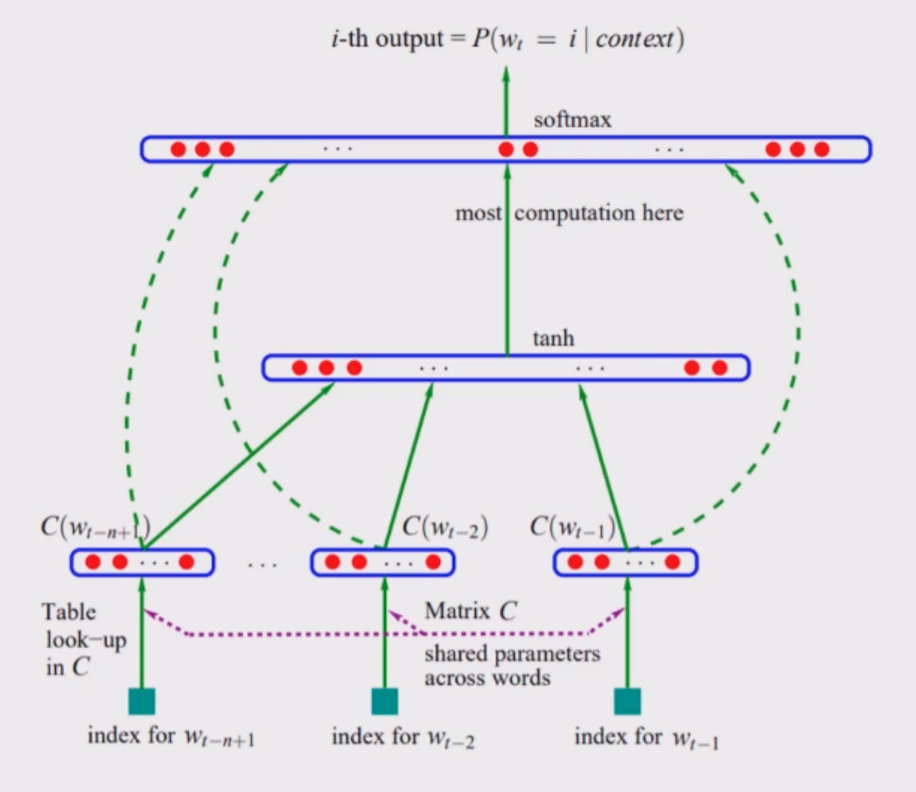 i-th output = P(w_t = i | context)
softmax
. . .
. . .
most computation here
tanh
. . .
. . .
C(w_{t−n+1})
C(w_{t−2})
C(w_{t−1})
. . .
. . .
. . .
. . .
Table
look−up
in C
Matrix C
shared parameters
across words
index for w_{t−n+1}
index for w_{t−2}
index for w_{t−1}